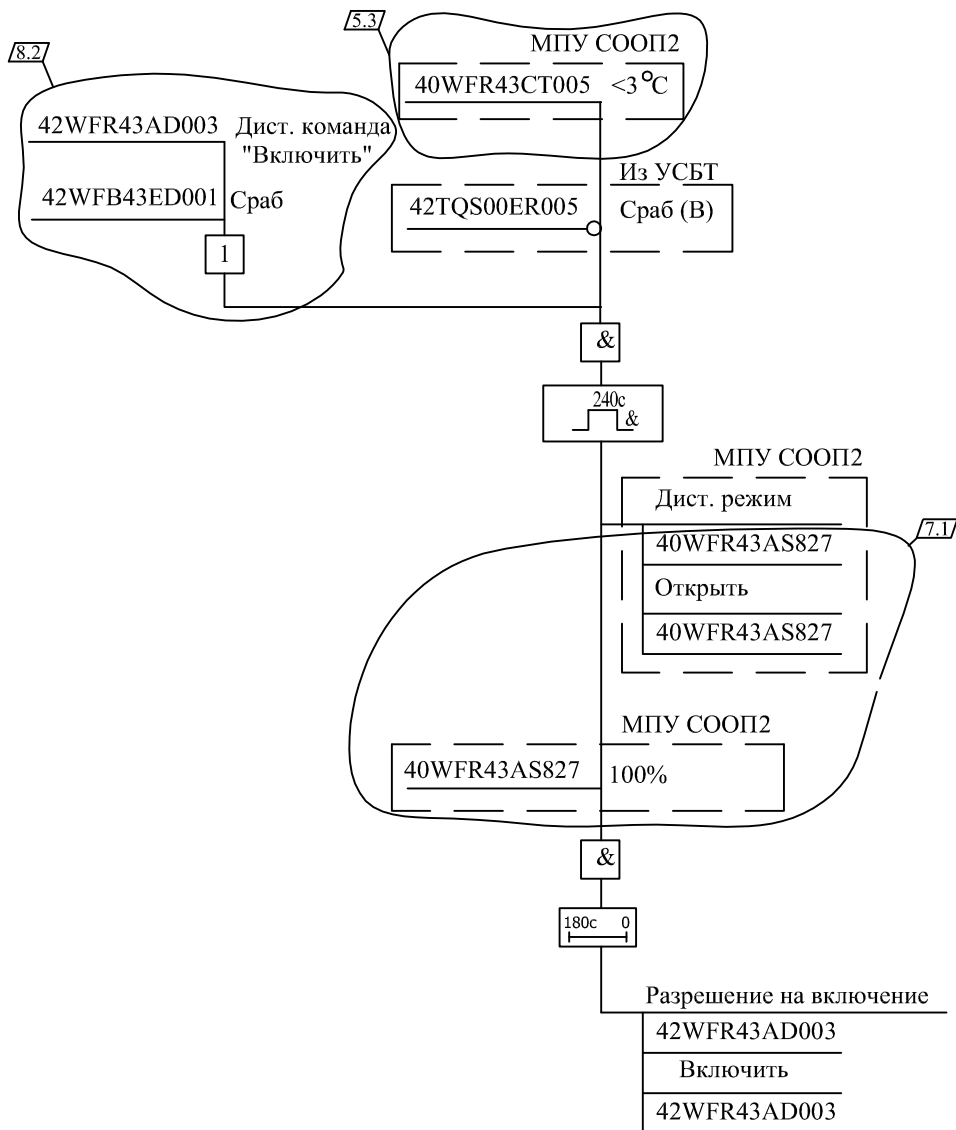 5.3
8.2
МПУ СООП2
40WFR43CT005 <3°C
42WFR43AD003 Дист. команда
"Включить"
42WFB43ED001 Сраб
Из УСБТ
42TQS00ER005 Сраб (В)
1
&
240с
&
МПУ СООП2
Дист. режим
7.1
40WFR43AS827
Открыть
40WFR43AS827
МПУ СООП2
40WFR43AS827 100%
&
180с 0
Разрешение на включение
42WFR43AD003
Включить
42WFR43AD003